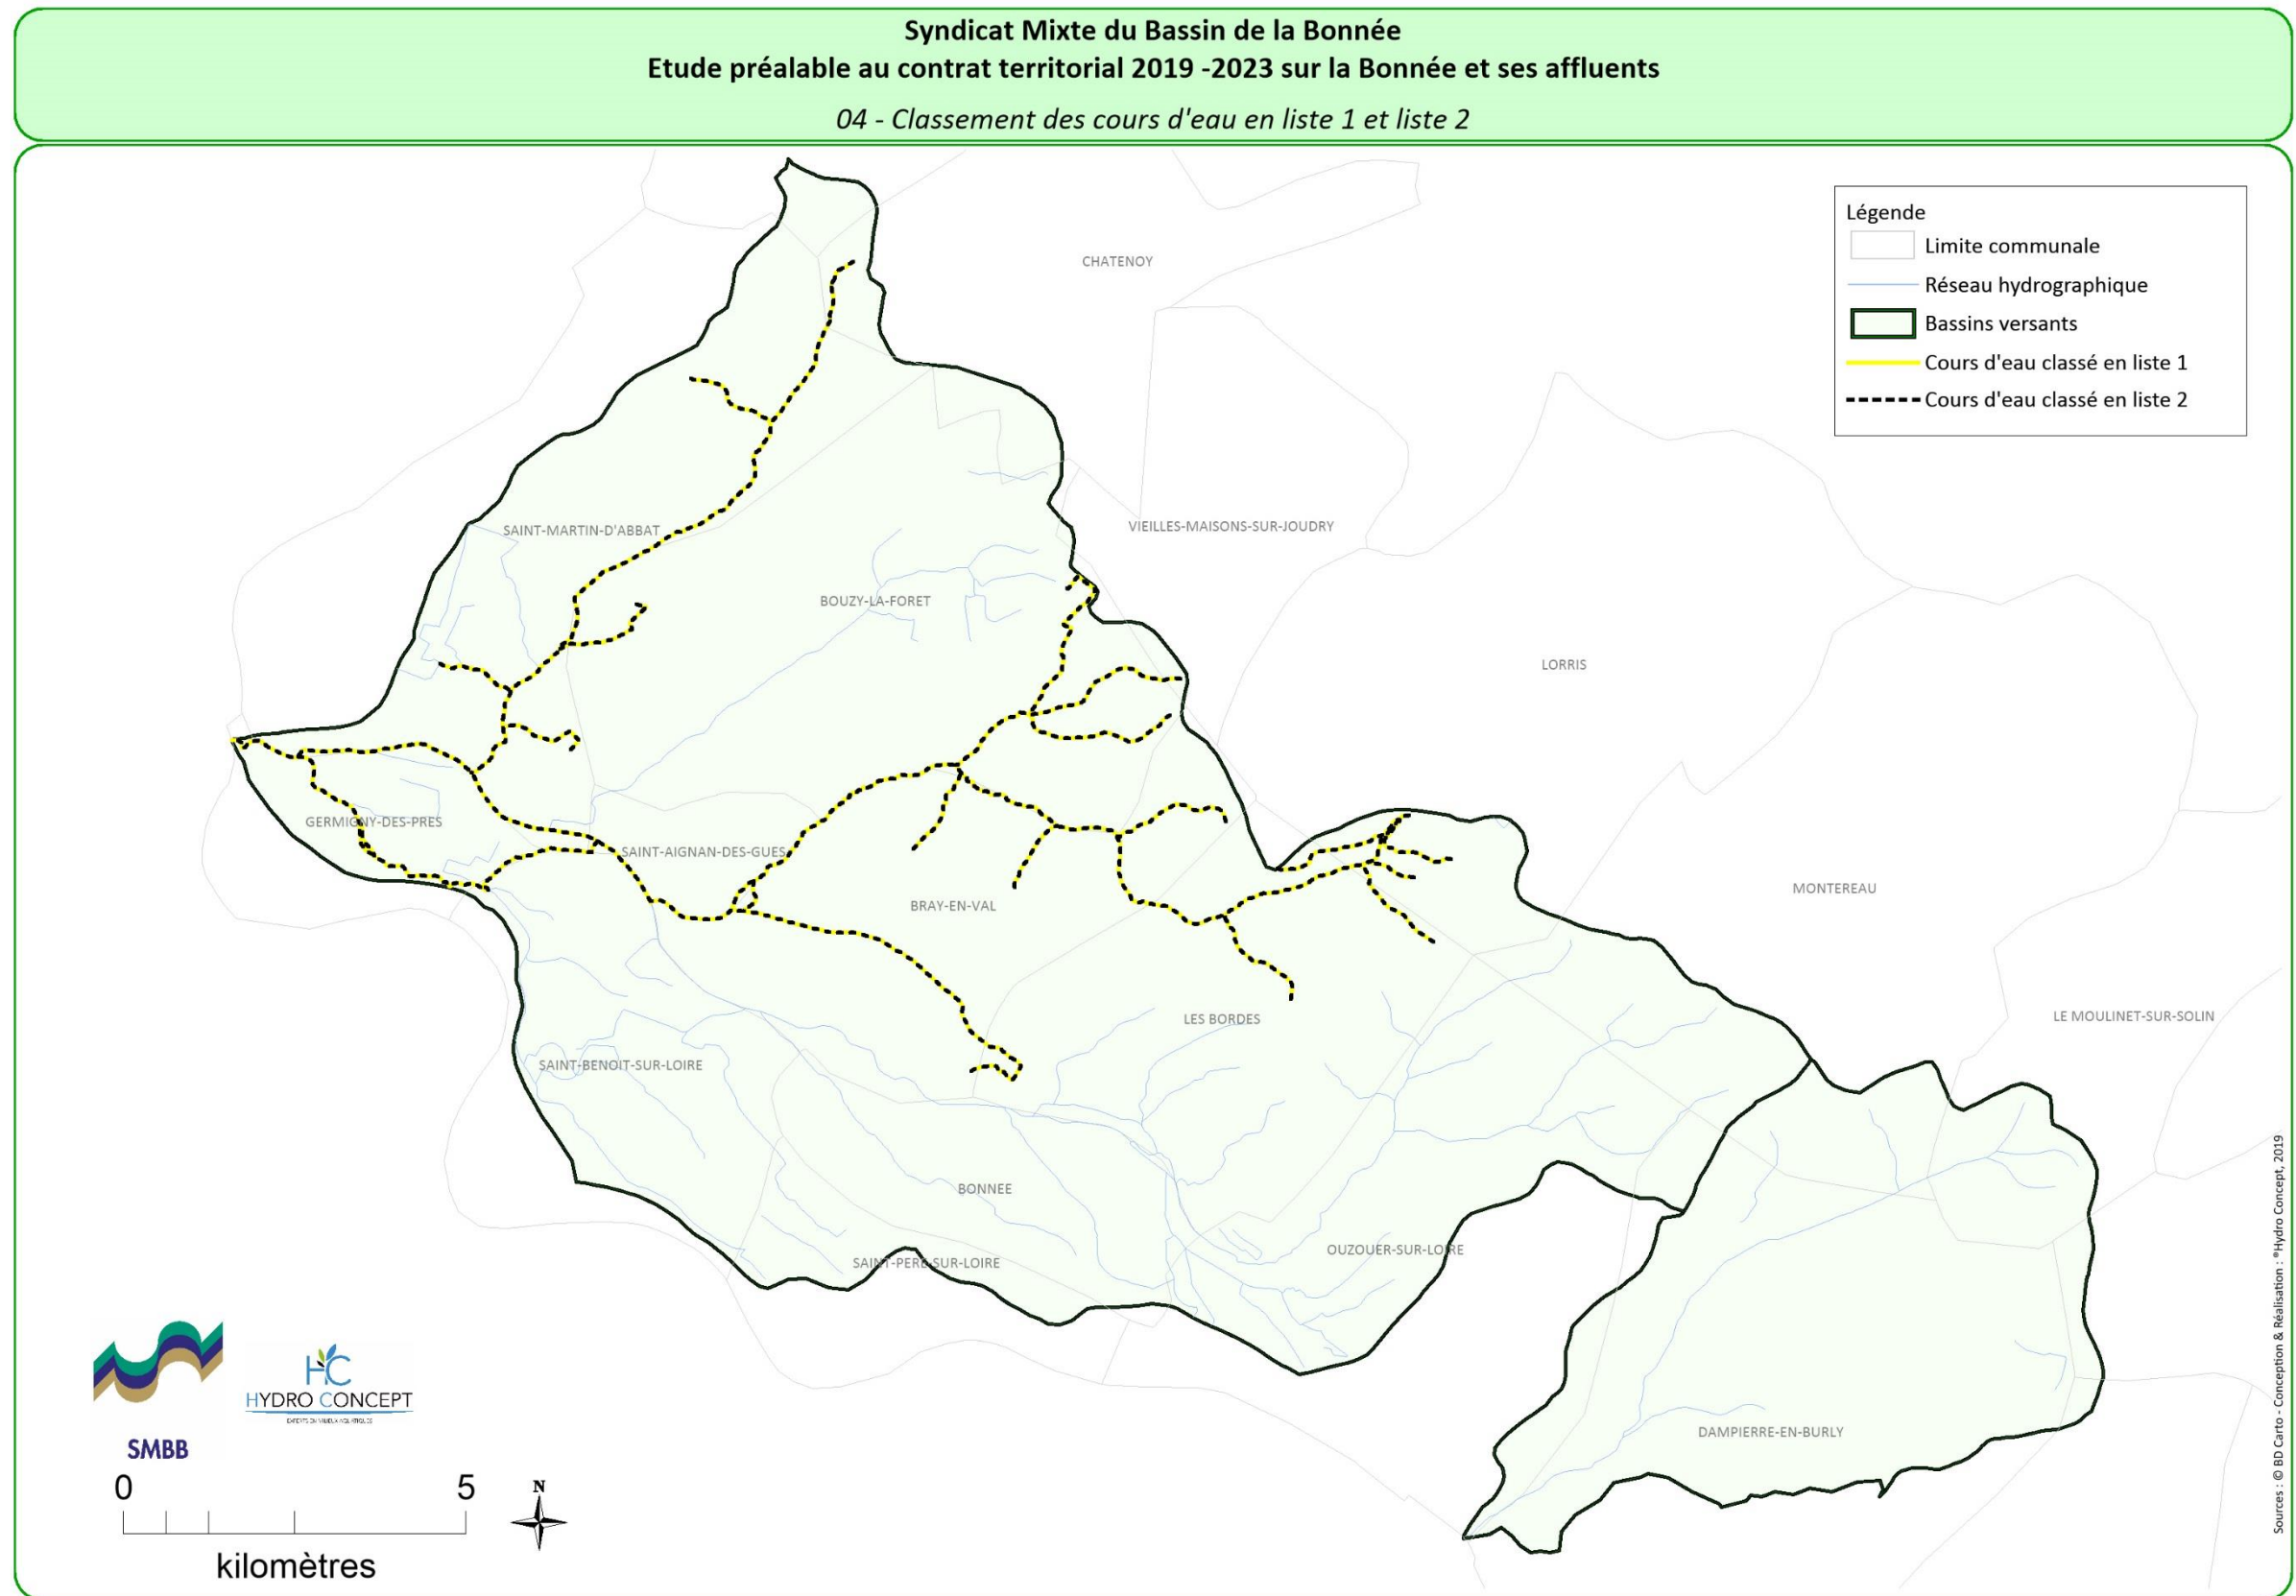 Syndicat Mixte du Bassin de la Bonnée
Etude préalable au contrat territorial 2019 -2023 sur la Bonnée et ses affluents
04 - Classement des cours d'eau en liste 1 et liste 2
Légende
Limite communale
Réseau hydrographique
Bassins versants
Cours d'eau classé en liste 1
Cours d'eau classé en liste 2
CHATENOY
SAINT-MARTIN-D'ABBAT
VIEILLES-MAISONS-SUR-JOUDRY
BOUZY-LA-FORET
LORRIS
GERMIGNY-DES-PRES
SAINT-AIGNAN-DES-GUES
MONTEREAU
BRAY-EN-VAL
LE MOULINET-SUR-SOLIN
LES BORDES
SAINT-BENOIT-SUR-LOIRE
BONNEE
OUZOUER-SUR-LOIRE
SAINT-PERE-SUR-LOIRE
DAMPIERRE-EN-BURLY
HC
HYDRO CONCEPT
EXPERTS EN MILIEUX AQUATIQUES
SMBB
0 5
kilomètres
N
Sources : © BD Carto - Conception & Réalisation : ®Hydro Concept, 2019